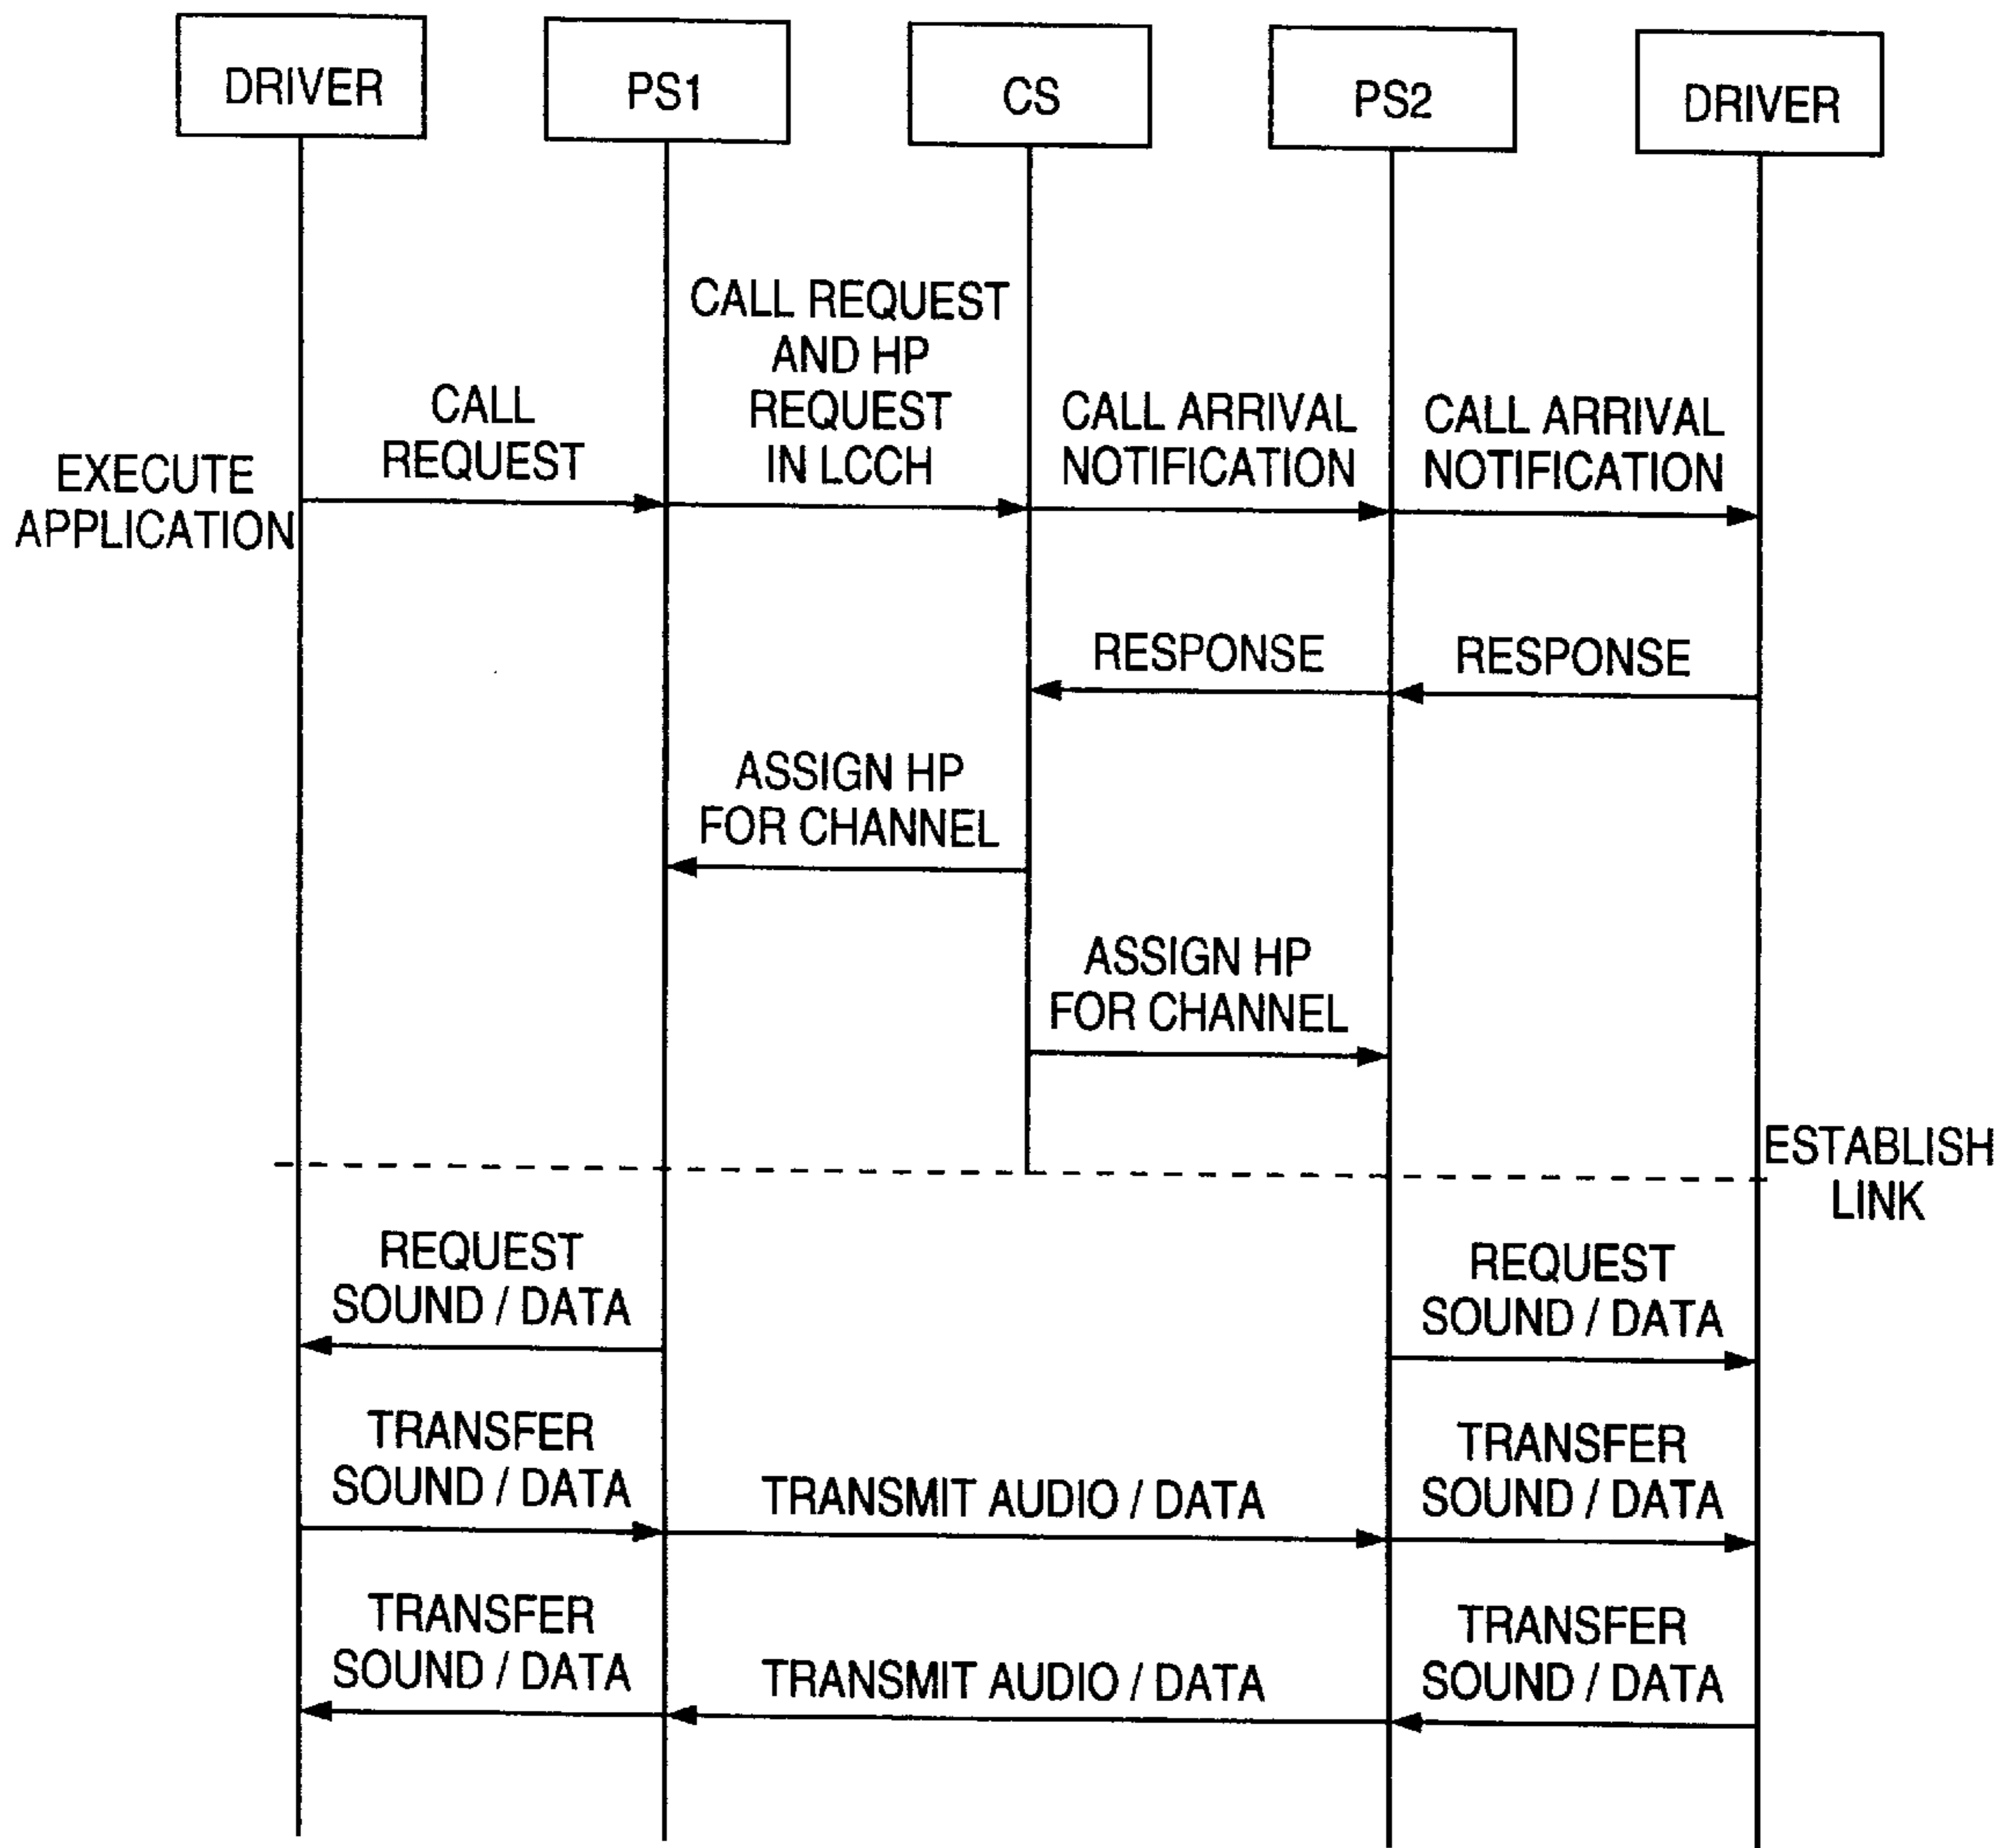 DRIVER
PS1
CS
PS2
DRIVER
EXECUTE
APPLICATION
CALL
REQUEST
CALL REQUEST
AND HP
REQUEST
IN LCCH
CALL ARRIVAL
NOTIFICATION
CALL ARRIVAL
NOTIFICATION
RESPONSE
RESPONSE
ASSIGN HP
FOR CHANNEL
ASSIGN HP
FOR CHANNEL
ESTABLISH
LINK
REQUEST
SOUND / DATA
REQUEST
SOUND / DATA
TRANSFER
SOUND / DATA
TRANSMIT AUDIO / DATA
TRANSFER
SOUND / DATA
TRANSFER
SOUND / DATA
TRANSMIT AUDIO / DATA
TRANSFER
SOUND / DATA